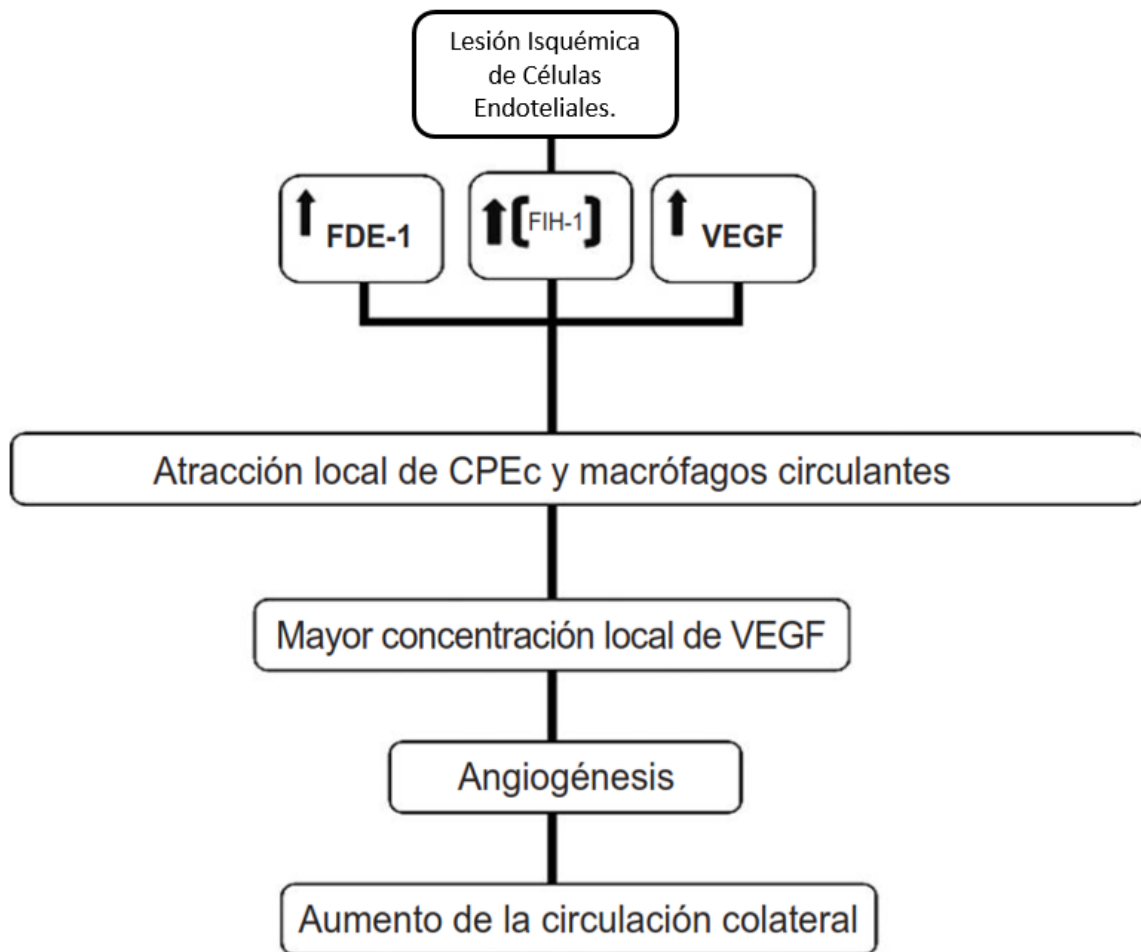 Lesión Isquémica
de Células
Endoteliales.
↑ FDE-1
↑ [FIH-1]
↑ VEGF
Atracción local de CPEc y macrófagos circulantes
Mayor concentración local de VEGF
Angiogénesis
Aumento de la circulación colateral